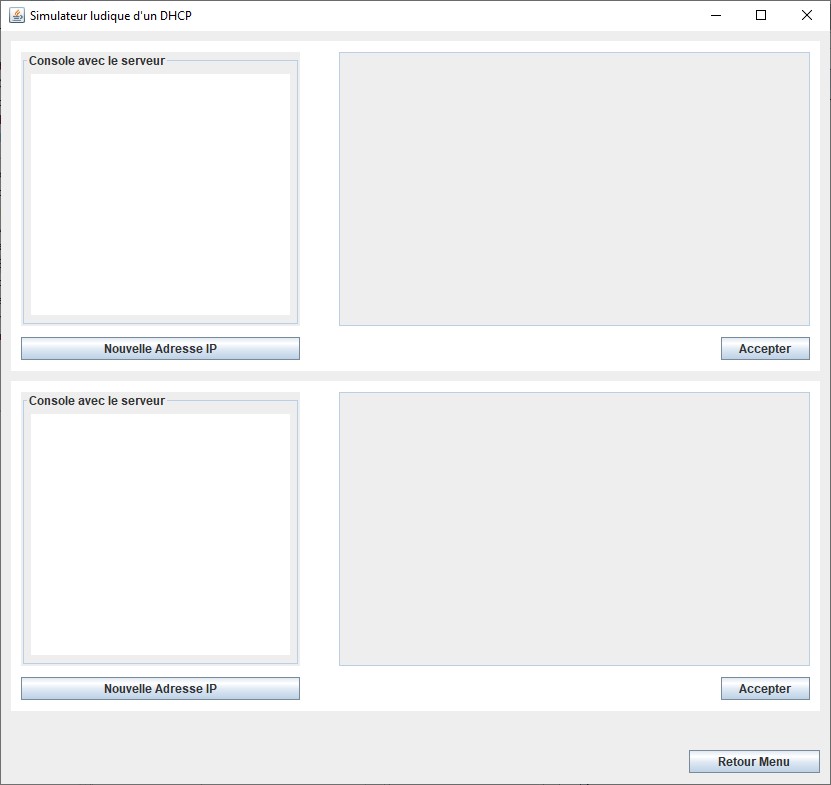 Simulateur ludique d'un DHCP
Console avec le serveur
Nouvelle Adresse IP
Accepter
Console avec le serveur
Nouvelle Adresse IP
Accepter
Retour Menu